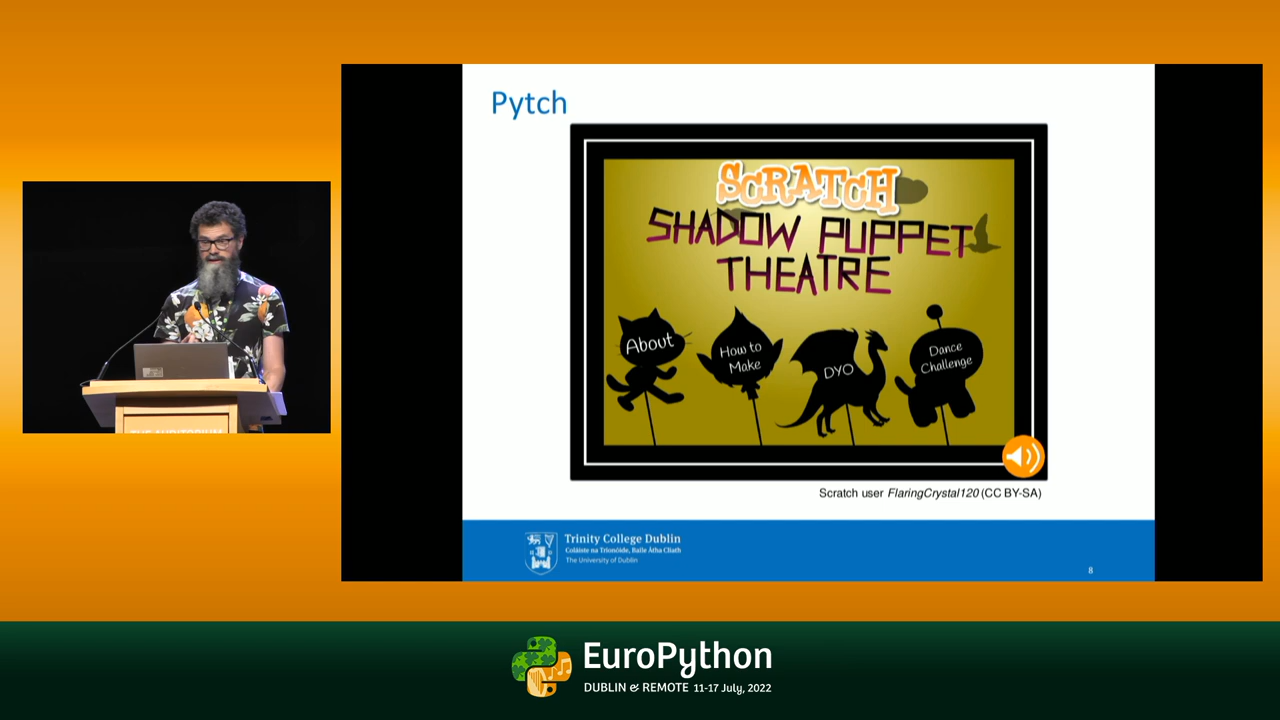 Pytch
SCRATCH
SHADOW PUPPET
THEATRE
About
How to
Make
DYO
Dance
Challenge
Scratch user FlaringCrystal120 (CC BY-SA)
Trinity College Dublin
Coláiste na Tríonóide, Baile Átha Cliath
The University of Dublin
8
THE AUDITORIUM
EuroPython
DUBLIN & REMOTE 11-17 July, 2022